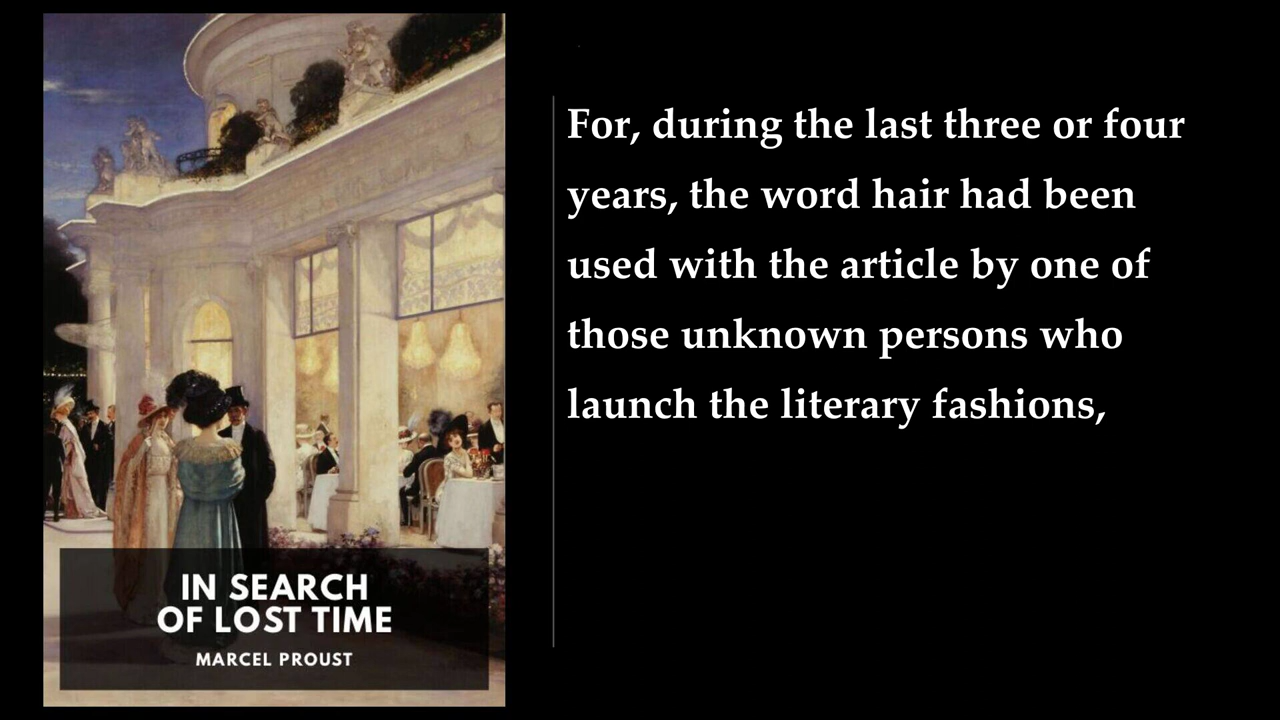 For, during the last three or four
years, the word hair had been
used with the article by one of
those unknown persons who
launch the literary fashions,
IN SEARCH
OF LOST TIME
MARCEL PROUST